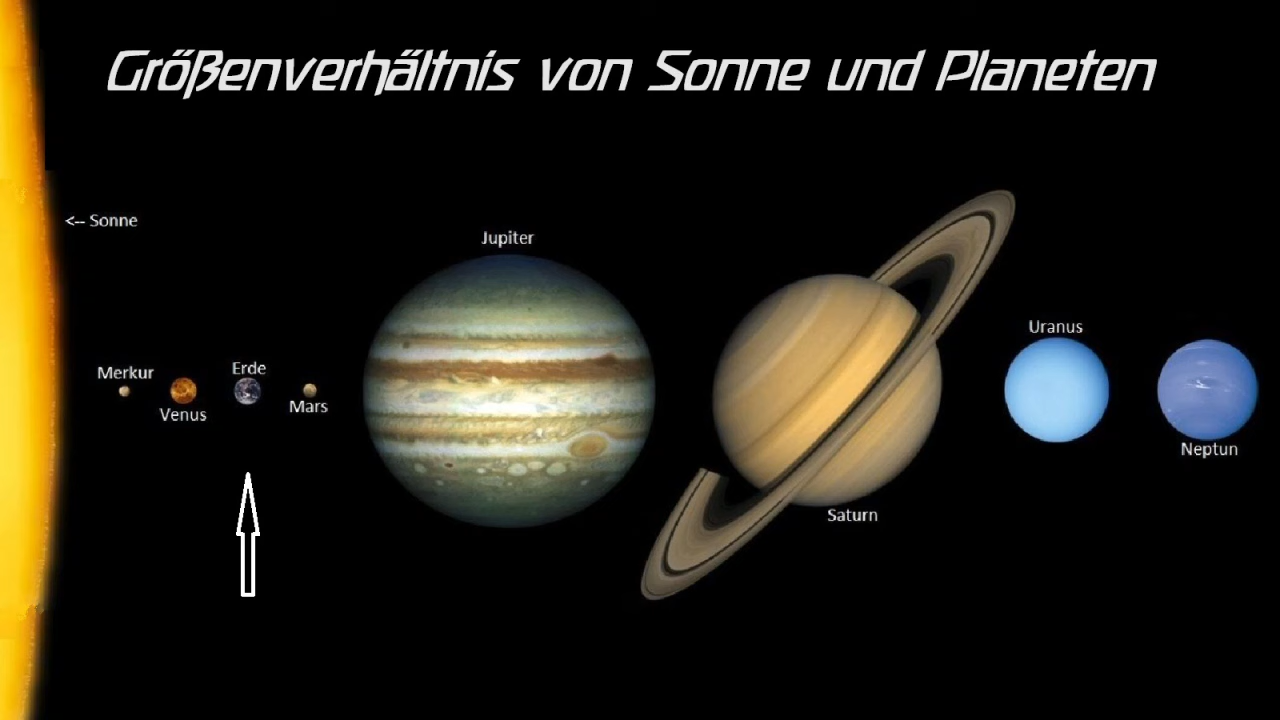 Größenverhältnis von Sonne und Planeten
<-- Sonne
Merkur
Venus
Erde
Mars
Jupiter
Saturn
Uranus
Neptun